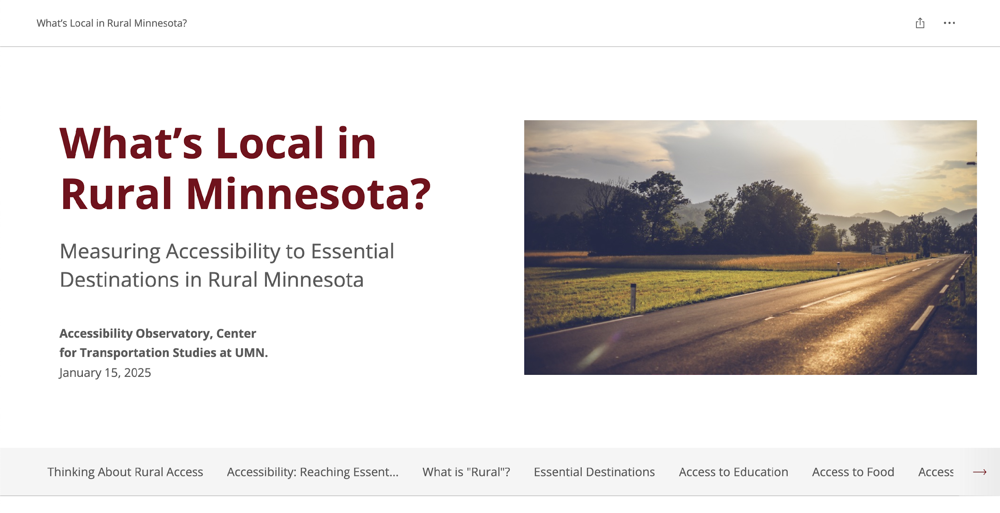 What’s Local in Rural Minnesota?
What’s Local in
Rural Minnesota?
Measuring Accessibility to Essential
Destinations in Rural Minnesota
Accessibility Observatory, Center
for Transportation Studies at UMN.
January 15, 2025
Thinking About Rural Access Accessibility: Reaching Essent... What is "Rural"? Essential Destinations Access to Education Access to Food Access